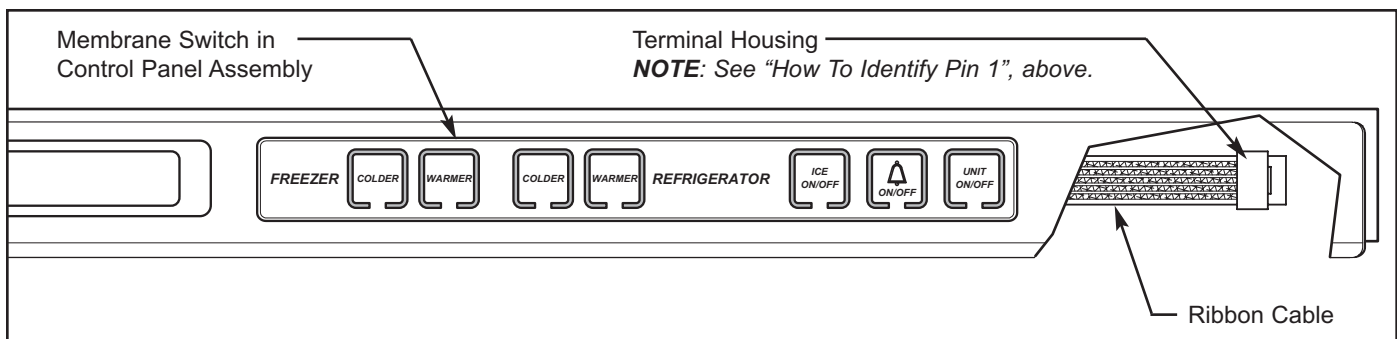 Membrane Switch in
Control Panel Assembly
Terminal Housing
NOTE: See “How To Identify Pin 1”, above.
FREEZER
COLDER
WARMER
COLDER
WARMER
REFRIGERATOR
ICE
ON/OFF
ON/OFF
UNIT
ON/OFF
Ribbon Cable